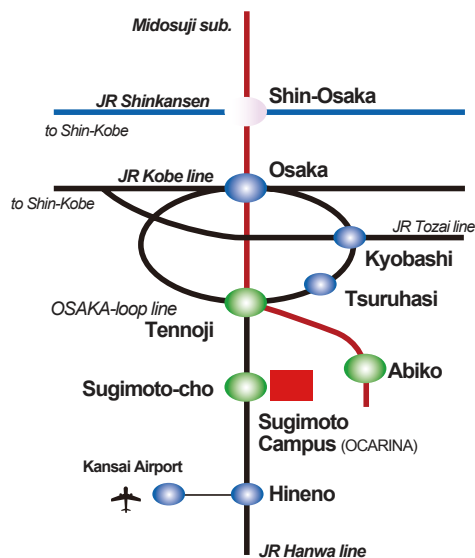 Midosuji sub.
Shin-Osaka
JR Shinkansen
to Shin-Kobe
Osaka
JR Kobe line
to Shin-Kobe
JR Tozai line
Kyobashi
Tsuruhasi
OSAKA-loop line
Tennoji
Abiko
Sugimoto-cho
Sugimoto
Campus (OCARINA)
Kansai Airport
Hineno
JR Hanwa line